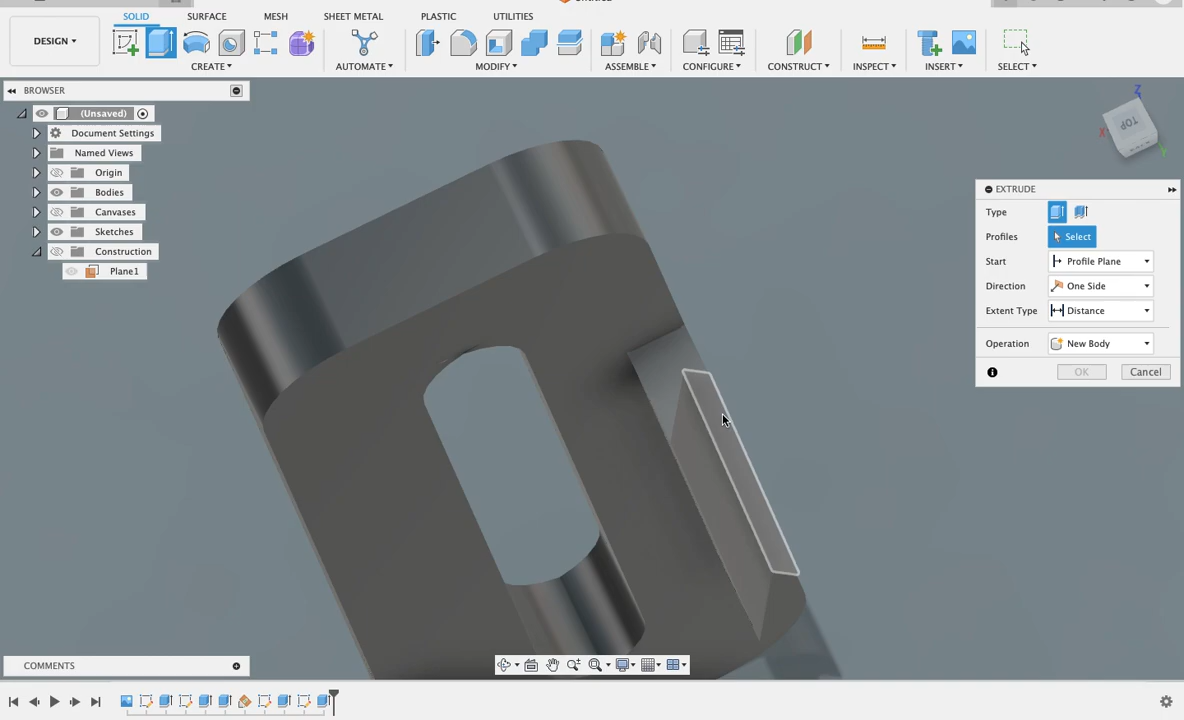 SOLID SURFACE MESH SHEET METAL PLASTIC UTILITIES
DESIGN
CREATE AUTOMATE MODIFY ASSEMBLE CONFIGURE CONSTRUCT INSPECT INSERT SELECT
BROWSER
(Unsaved)
Document Settings
Named Views
Origin
Bodies
Canvases
Sketches
Construction
Plane1
Z
X
Y
TOP
EXTRUDE
Type
Profiles Select
Start Profile Plane
Direction One Side
Extent Type Distance
Operation New Body
OK Cancel
COMMENTS